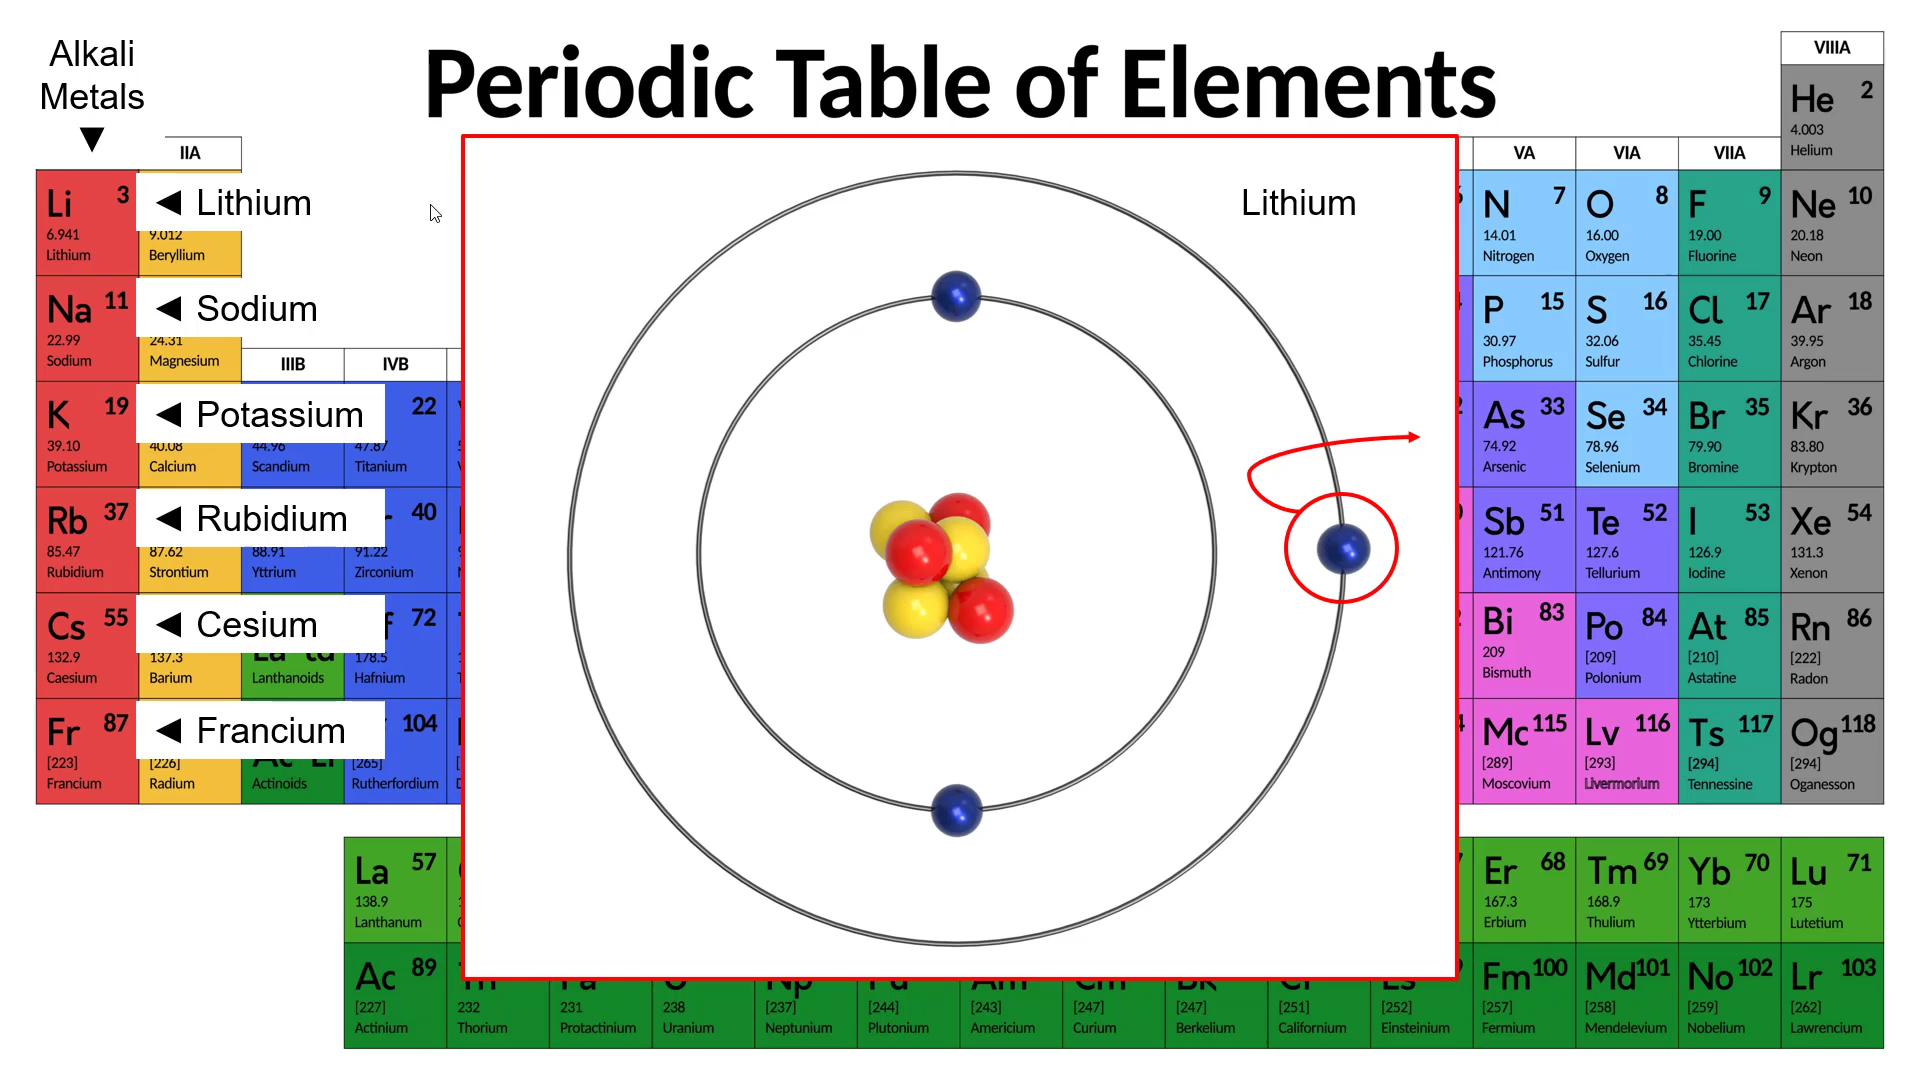 Periodic Table of Elements
Alkali
Metals
VIIIA
He 2
4.003
Helium
IIA
VA
VIA
VIIA
Li 3
6.941
Lithium
◄ Lithium
9.012
Beryllium
Lithium
N 7
14.01
Nitrogen
O 8
16.00
Oxygen
F 9
19.00
Fluorine
Ne 10
20.18
Neon
Na 11
22.99
Sodium
◄ Sodium
24.31
Magnesium
P 15
30.97
Phosphorus
S 16
32.06
Sulfur
Cl 17
35.45
Chlorine
Ar 18
39.95
Argon
IIIB
IVB
K 19
39.10
Potassium
◄ Potassium
40.08
Calcium
44.96
Scandium
22
47.87
Titanium
As 33
74.92
Arsenic
Se 34
78.96
Selenium
Br 35
79.90
Bromine
Kr 36
83.80
Krypton
Rb 37
85.47
Rubidium
◄ Rubidium
87.62
Strontium
88.91
Yttrium
40
91.22
Zirconium
Sb 51
121.76
Antimony
Te 52
127.6
Tellurium
I 53
126.9
Iodine
Xe 54
131.3
Xenon
Cs 55
132.9
Caesium
◄ Cesium
137.3
Barium
Lanthanoids
72
178.5
Hafnium
Bi 83
209
Bismuth
Po 84
[209]
Polonium
At 85
[210]
Astatine
Rn 86
[222]
Radon
Fr 87
[223]
Francium
◄ Francium
[226]
Radium
Actinoids
104
[265]
Rutherfordium
Mc 115
[289]
Moscovium
Lv 116
[293]
Livermorium
Ts 117
[294]
Tennessine
Og 118
[294]
Oganesson
La 57
138.9
Lanthanum
Er 68
167.3
Erbium
Tm 69
168.9
Thulium
Yb 70
173
Ytterbium
Lu 71
175
Lutetium
Ac 89
[227]
Actinium
232
Thorium
231
Protactinium
238
Uranium
Np
[237]
Neptunium
Pu
[244]
Plutonium
Am
[243]
Americium
Cm
[247]
Curium
Bk
[247]
Berkelium
Cf
[251]
Californium
Es
[252]
Einsteinium
Fm 100
[257]
Fermium
Md 101
[258]
Mendelevium
No 102
[259]
Nobelium
Lr 103
[262]
Lawrencium